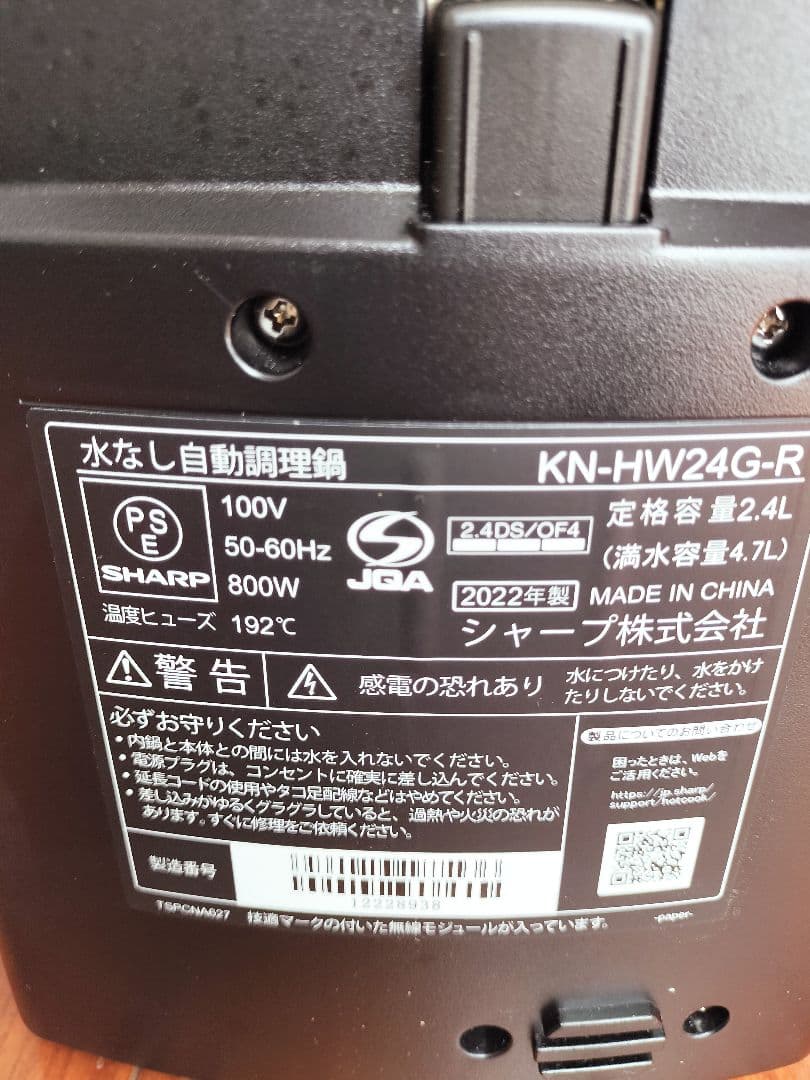 水なし自動調理鍋 KN-HW24G-R
PSE
SHARP
100V
50-60Hz
800W
JQA
2.4DS/OF4
定格容量2.4L
(満水容量4.7L)
2022年製 MADE IN CHINA
温度ヒューズ 192℃
シャープ株式会社
警告
感電の恐れあり
水につけたり、水をかけ
たりしないでください。
必ずお守りください
・内鍋と本体との間には水を入れないでください。
・電源プラグは、コンセントに確実に差し込んでください。
・延長コードの使用やタコ足配線などはやめてください。
・差し込みがゆるくグラグラしていると、過熱や火災の恐れが
あります。すぐに修理をご依頼ください。
製品についてのお問い合わせ
困ったときは、Webを
ご活用ください。
https://jp.sharp/
support/hotcook/
製造番号
12228938
TSPCNA627
技適マークの付いた無線モジュールが入っています。
-paper-